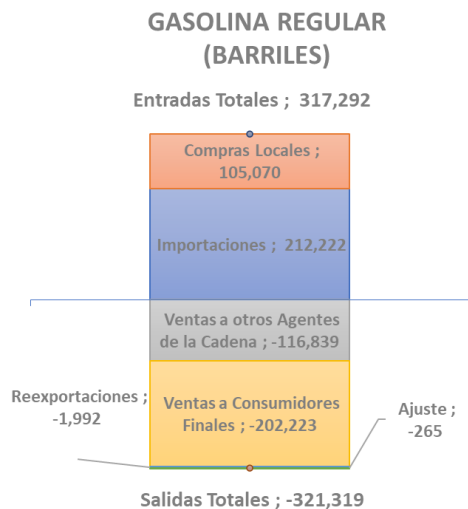 GASOLINA REGULAR
(BARRILES)
Entradas Totales ; 317,292
Compras Locales ;
105,070
Importaciones ; 212,222
Ventas a otros Agentes
de la Cadena ; -116,839
Reexportaciones ;
-1,992
Ventas a Consumidores
Finales ; -202,223
Ajuste ;
-265
Salidas Totales ; -321,319